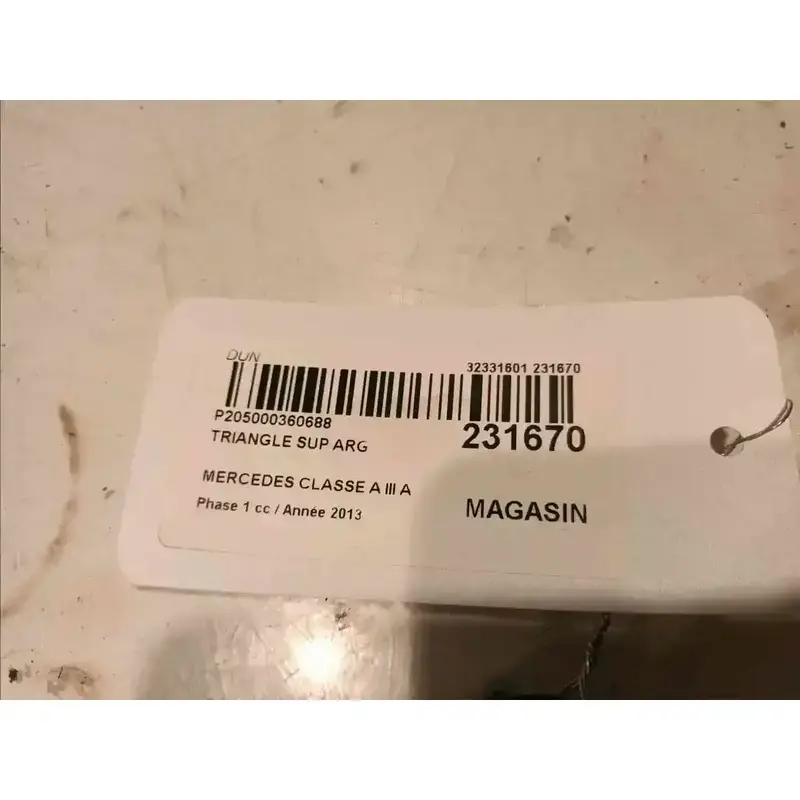 DUN
32331601 231670
P205000360688
231670
TRIANGLE SUP ARG
MERCEDES CLASSE A III A
Phase 1 cc / Année 2013
MAGASIN